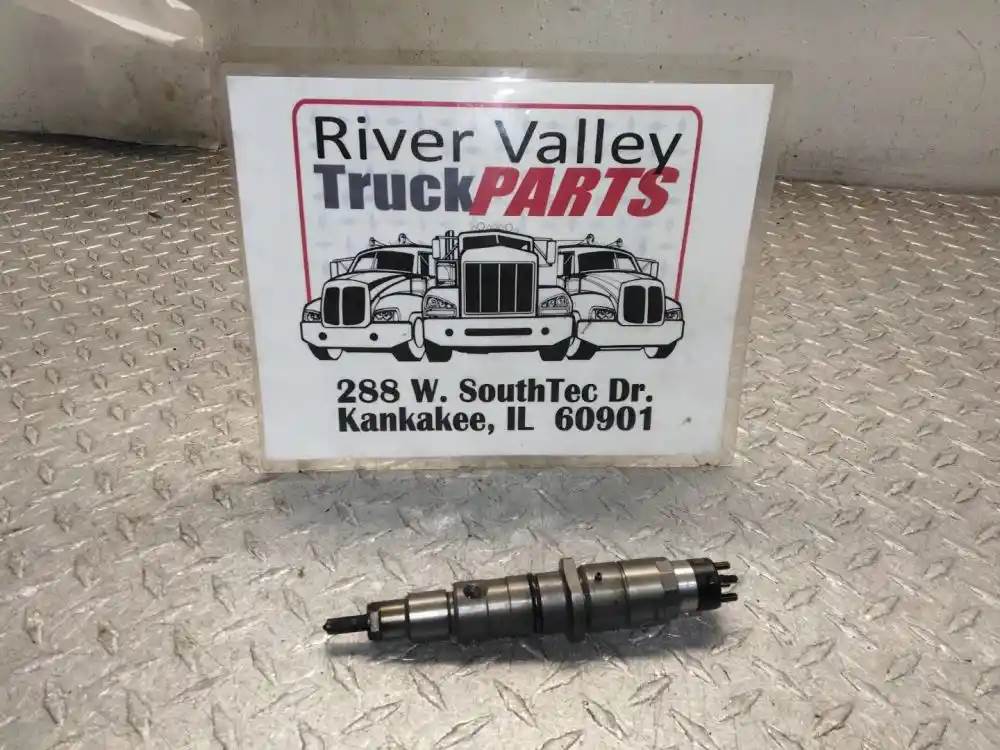 River Valley
TruckPARTS
288 W. SouthTec Dr.
Kankakee, IL 60901